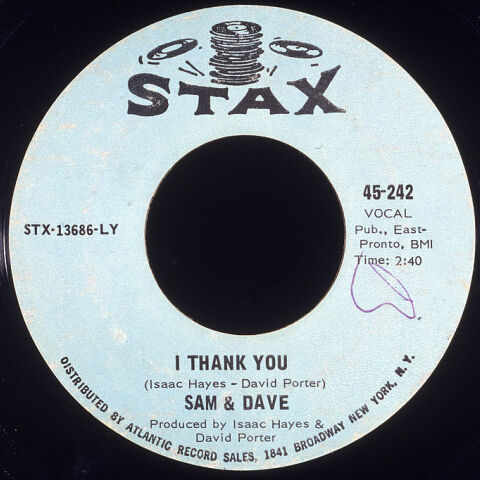 STAX
45-242
VOCAL
Pub., East-
Pronto, BMI
Time: 2:40
STX-13686-LY
I THANK YOU
(Isaac Hayes - David Porter)
SAM & DAVE
Produced by Isaac Hayes &
David Porter
DISTRIBUTED BY ATLANTIC RECORD SALES, 1841 BROADWAY NEW YORK, N.Y.